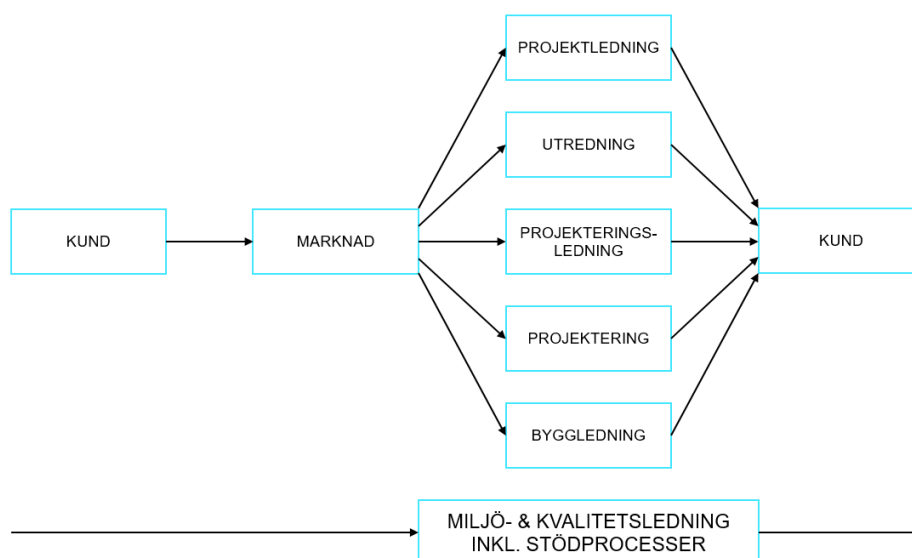 PROJEKTLEDNING
UTREDNING
KUND
MARKNAD
PROJEKTERINGS-
LEDNING
KUND
PROJEKTERING
BYGGLEDNING
MILJÖ- & KVALITETSLEDNING
INKL. STÖDPROCESSER